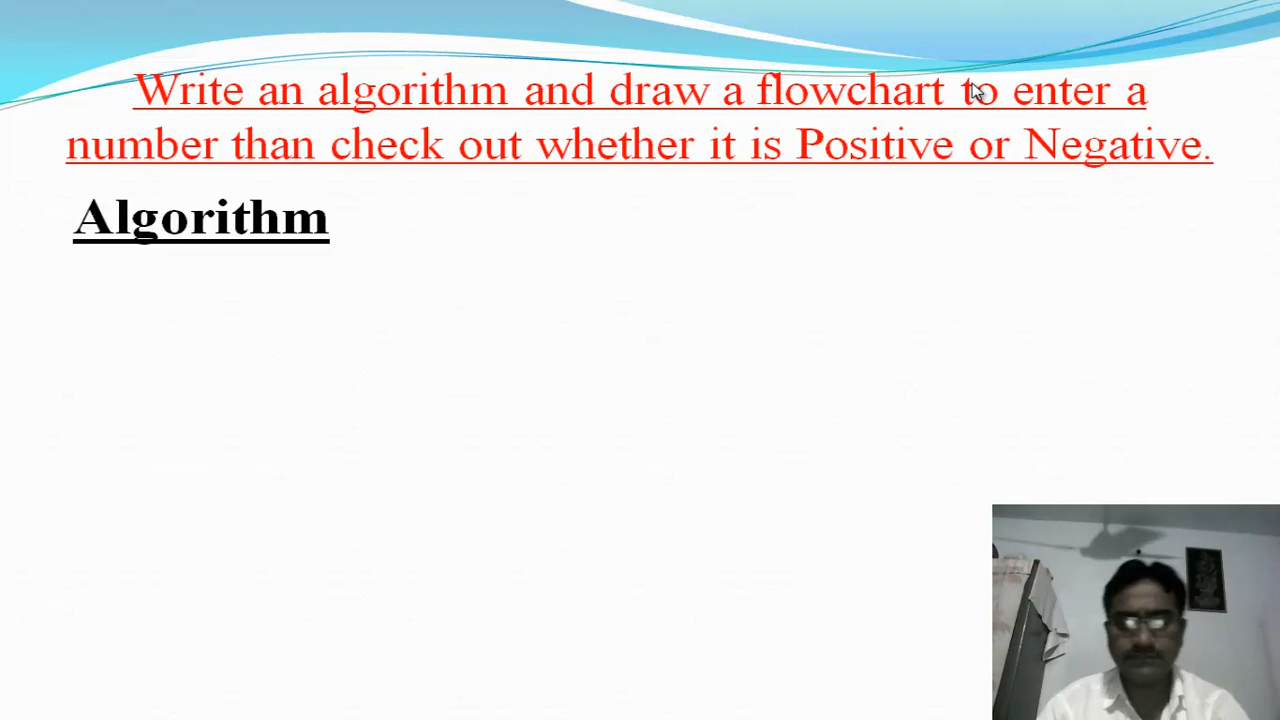 Write an algorithm and draw a flowchart to enter a
number than check out whether it is Positive or Negative.
Algorithm